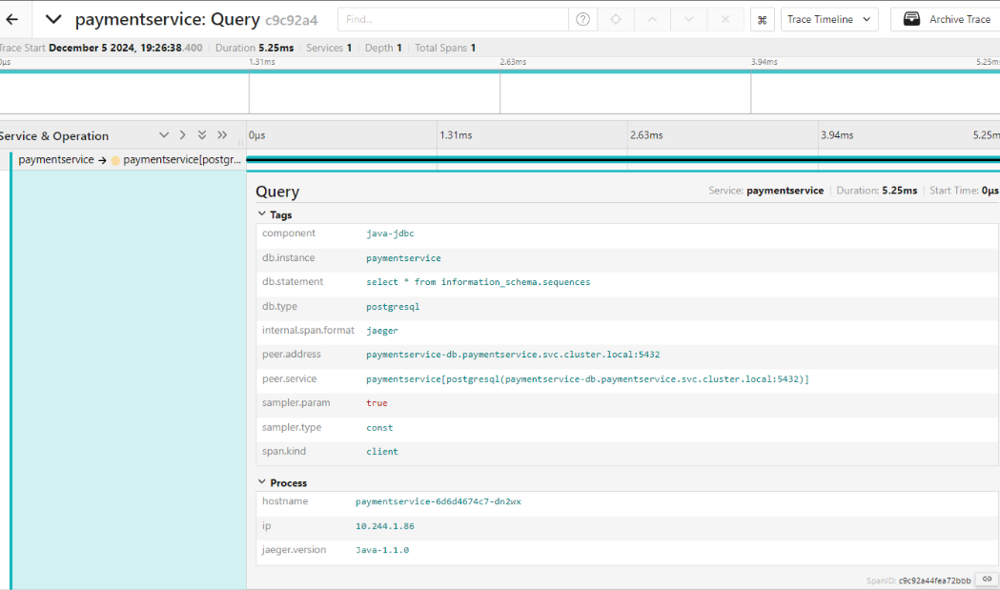 paymentservice: Query c9c92a4 Find... ? ⌘ Trace Timeline Archive Trace
Trace Start December 5 2024, 19:26:38.400 Duration 5.25ms Services 1 Depth 1 Total Spans 1
0μs 1.31ms 2.63ms 3.94ms 5.25ms
Service & Operation 0μs 1.31ms 2.63ms 3.94ms 5.25m
paymentservice → paymentservice[postgr...
Query Service: paymentservice Duration: 5.25ms Start Time: 0μs
Tags
component java-jdbc
db.instance paymentservice
db.statement select * from information_schema.sequences
db.type postgresql
internal.span.format jaeger
peer.address paymentservice-db.paymentservice.svc.cluster.local:5432
peer.service paymentservice[postgresql(paymentservice-db.paymentservice.svc.cluster.local:5432)]
sampler.param true
sampler.type const
span.kind client
Process
hostname paymentservice-6d6d4674c7-dn2wx
ip 10.244.1.86
jaeger.version Java-1.1.0
SpanID: c9c92a44fea72bbb